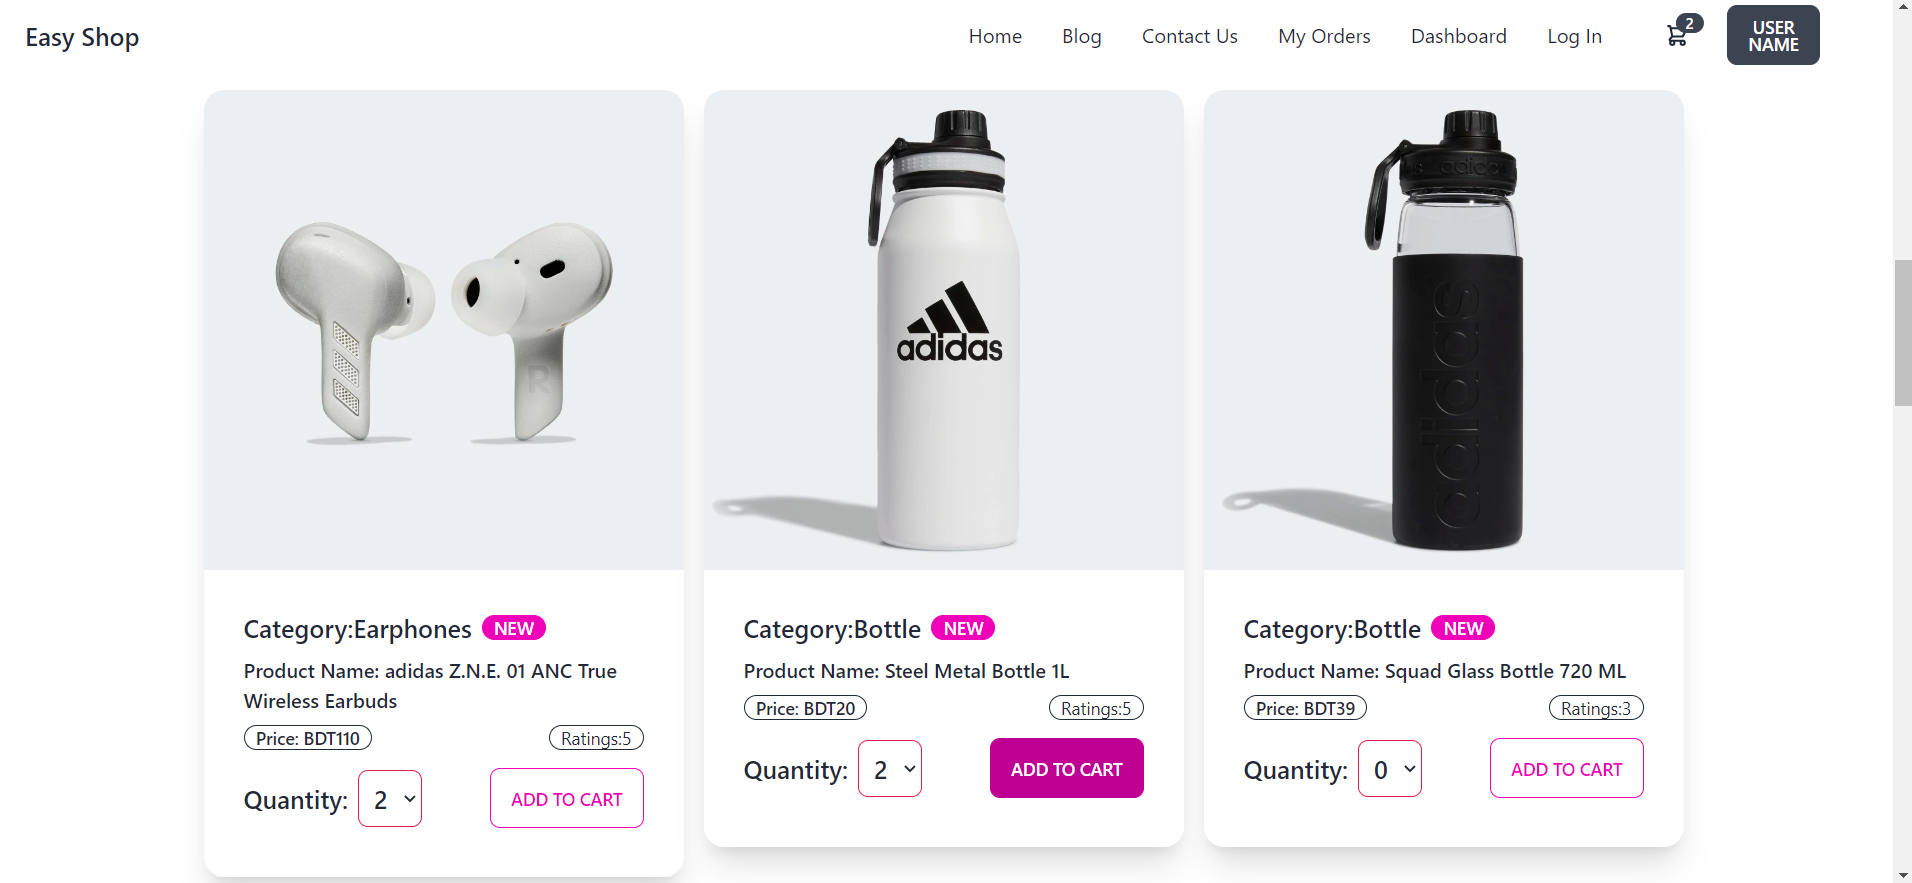 Easy Shop
Home
Blog
Contact Us
My Orders
Dashboard
Log In
2
USER
NAME
R
adidas
adidas
adidas
Category:Earphones NEW
Product Name: adidas Z.N.E. 01 ANC True
Wireless Earbuds
Price: BDT110
Ratings:5
Quantity: 2
ADD TO CART
Category:Bottle NEW
Product Name: Steel Metal Bottle 1L
Price: BDT20
Ratings:5
Quantity: 2
ADD TO CART
Category:Bottle NEW
Product Name: Squad Glass Bottle 720 ML
Price: BDT39
Ratings:3
Quantity: 0
ADD TO CART